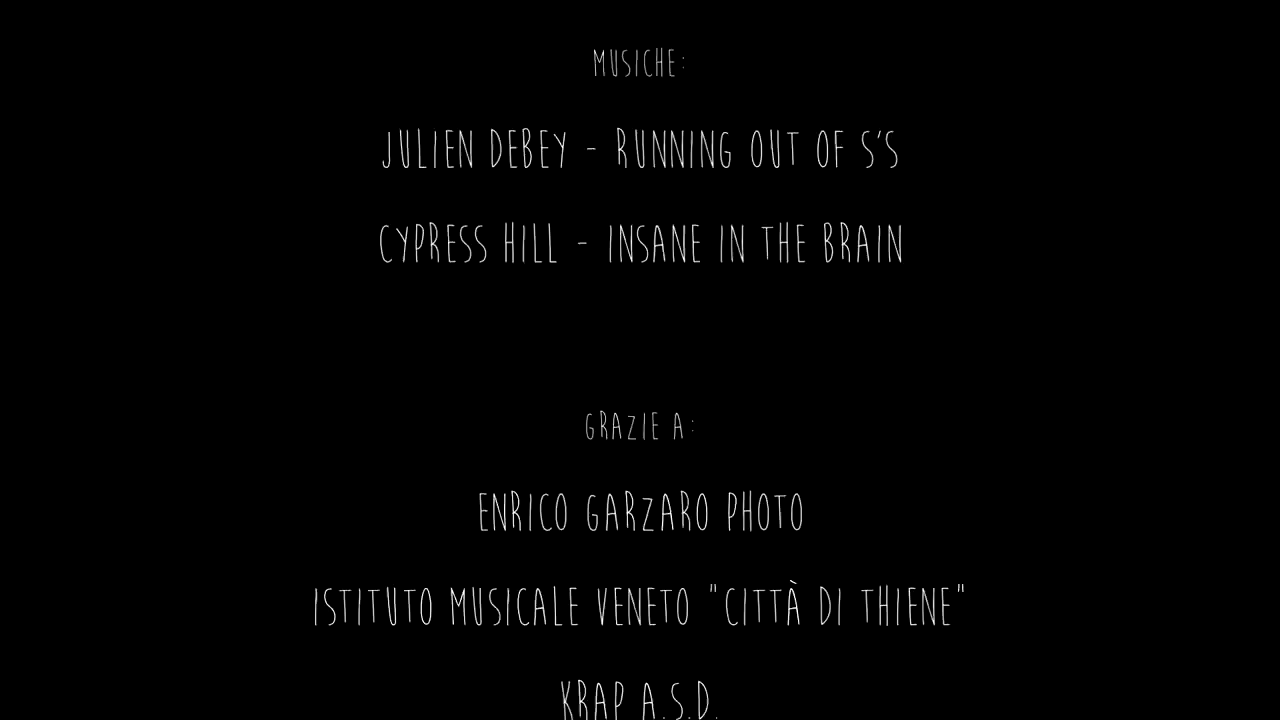 MUSICHE:
JULIEN DEBEY - RUNNING OUT OF S'S
CYPRESS HILL - INSANE IN THE BRAIN
GRAZIE A:
ENRICO GARZARO PHOTO
ISTITUTO MUSICALE VENETO "CITTÀ DI THIENE"
KRAP A.S.D.